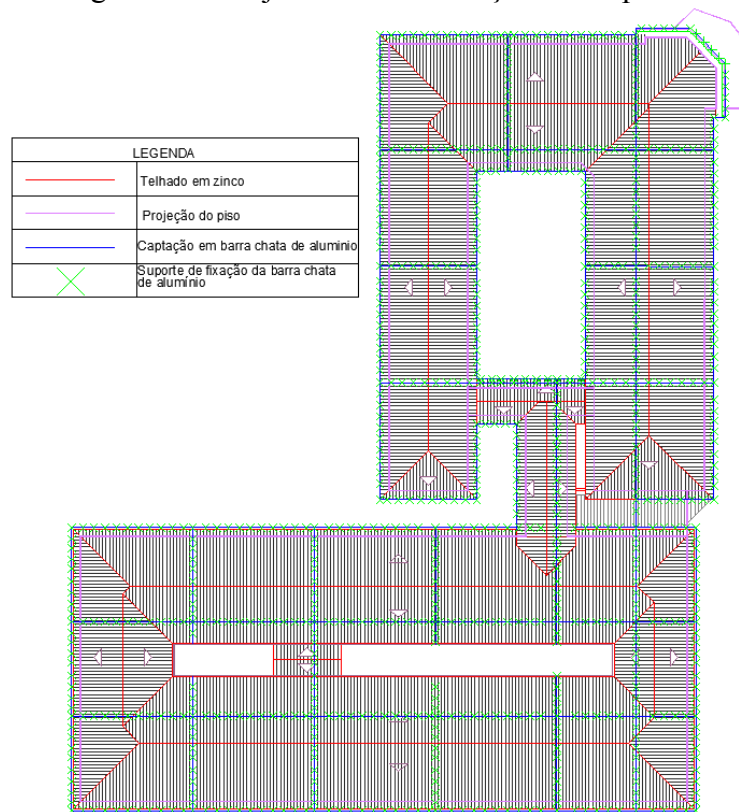 LEGENDA
Telhado em zinco
Projeção do piso
Captação em barra chata de aluminio
Suporte de fixação da barra chata
de alumínio